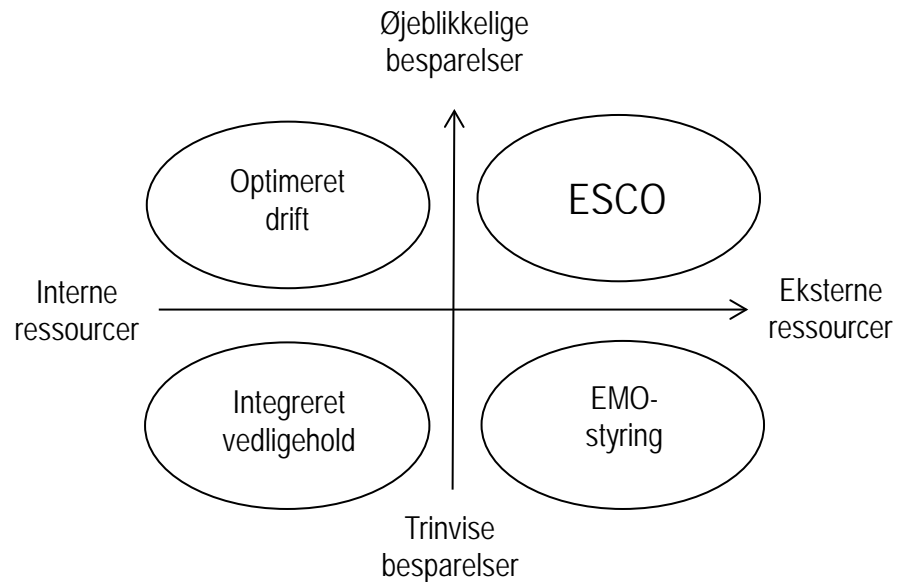 Øjeblikkelige
besparelser
Optimeret
drift
ESCO
Interne
ressourcer
Eksterne
ressourcer
Integreret
vedligehold
EMO-
styring
Trinvise
besparelser